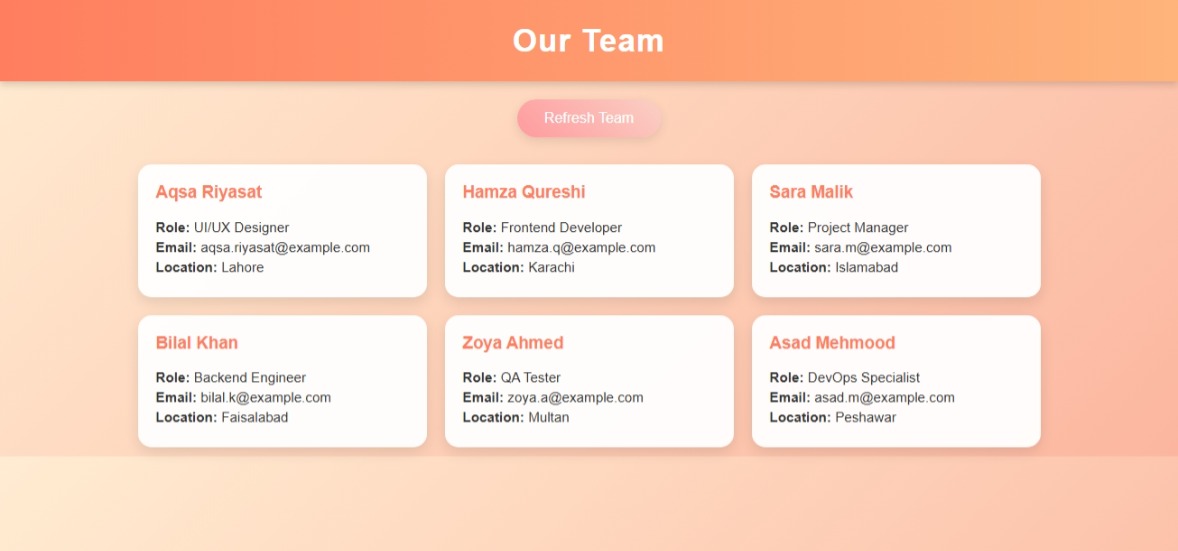 Our Team
Refresh Team
Aqsa Riyasat
Role: UI/UX Designer
Email: aqsa.riyasat@example.com
Location: Lahore
Hamza Qureshi
Role: Frontend Developer
Email: hamza.q@example.com
Location: Karachi
Sara Malik
Role: Project Manager
Email: sara.m@example.com
Location: Islamabad
Bilal Khan
Role: Backend Engineer
Email: bilal.k@example.com
Location: Faisalabad
Zoya Ahmed
Role: QA Tester
Email: zoya.a@example.com
Location: Multan
Asad Mehmood
Role: DevOps Specialist
Email: asad.m@example.com
Location: Peshawar